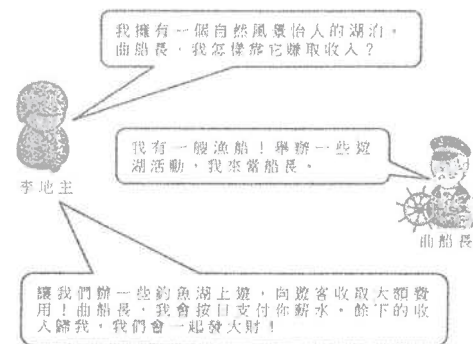 我擁有一個自然風景怡人的湖泊。
曲船長，我怎樣靠它賺取收入？
我有一艘漁船！舉辦一些遊
湖活動，我來當船長。
李地主
曲船長
讓我們辦一些釣魚湖上遊，向遊客收取大額費
用！曲船長，我會按日支付你薪水，餘下的收
入歸我，我們會一起發大財！